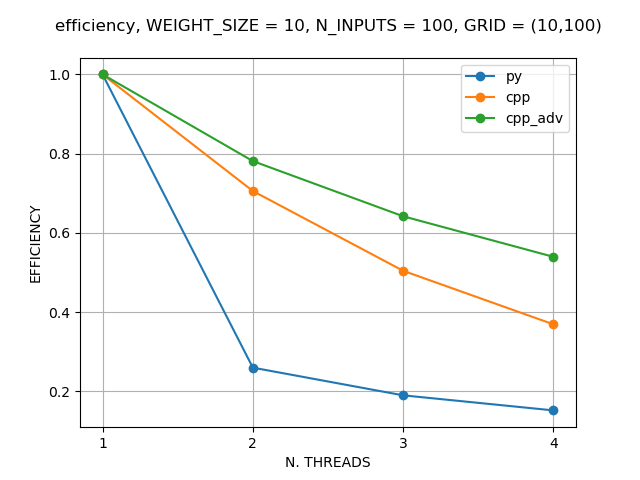 efficiency, WEIGHT_SIZE = 10, N_INPUTS = 100, GRID = (10,100)
py
cpp
cpp_adv
EFFICIENCY
1.0
0.8
0.6
0.4
0.2
1 2 3 4
N. THREADS